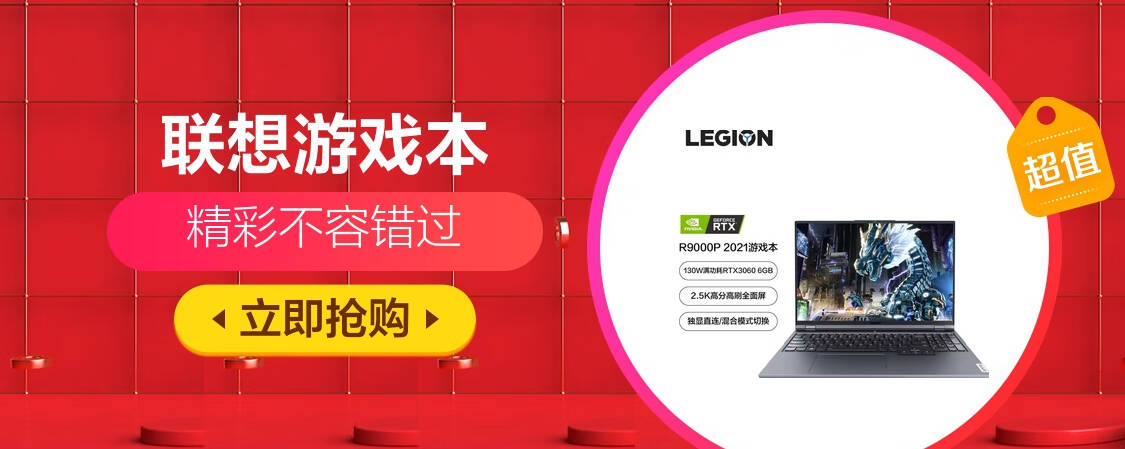 联想游戏本
精彩不容错过
立即抢购
LEGION
超值
NVIDIA
GEFORCE
RTX
R9000P 2021游戏本
130W满功耗RTX3060 6GB
2.5K高分高刷全面屏
独显直连/混合模式切换